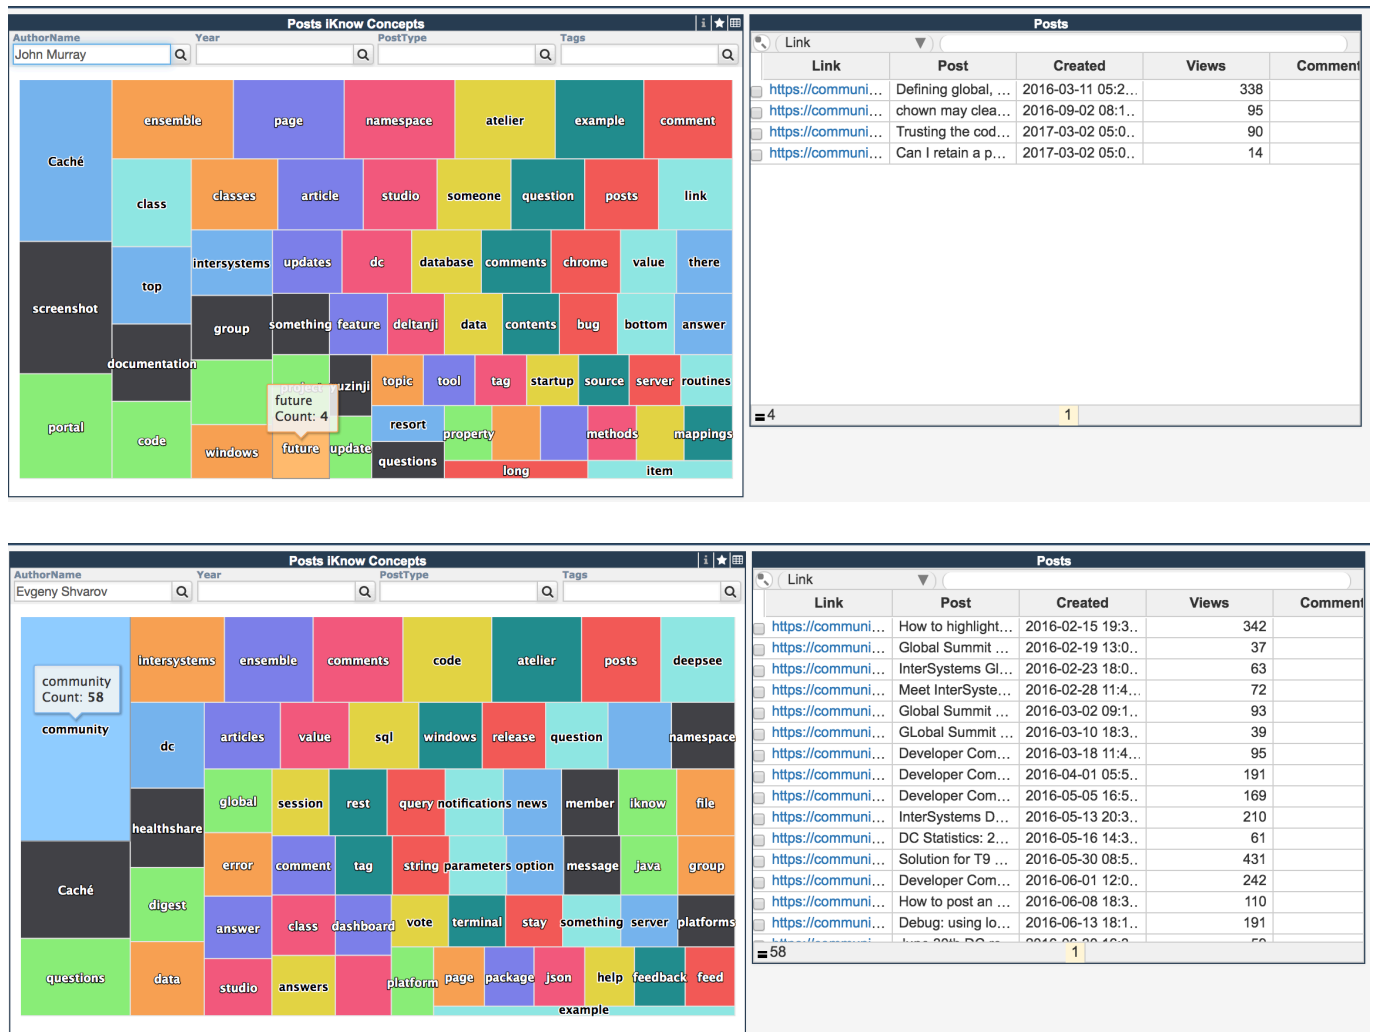 Posts iKnow Concepts
AuthorName Year PostType Tags
John Murray
Caché
ensemble page namespace atelier example comment
class classes article studio someone question posts link
intersystems updates dc database comments chrome value there
top
screenshot group something feature deltanji data contents bug bottom answer
documentation
topic tool tag startup source server routines
future
Count: 4
portal code windows future update resort property methods mappings
questions
long item
Posts
Link
Link Post Created Views Comment
https://communi... Defining global, ... 2016-03-11 05:2... 338
https://communi... chown may clea... 2016-09-02 08:1.. 95
https://communi... Trusting the cod... 2017-03-02 05:0.. 90
https://communi... Can I retain a p... 2017-03-02 05:0.. 14
=4 1
Posts iKnow Concepts
AuthorName Year PostType Tags
Evgeny Shvarov
community
Count: 58
community
intersystems ensemble comments code atelier posts deepsee
dc articles value sql windows release question namespace
global session rest query notifications news member iknow file
healthshare
Caché error comment tag string parameters option message java group
digest
answer class dashboard vote terminal stay something server platforms
questions data studio answers platform page package json help feedback feed
example
Posts
Link
Link Post Created Views Comment
https://communi... How to highlight... 2016-02-15 19:3.. 342
https://communi... Global Summit ... 2016-02-19 13:0.. 37
https://communi... InterSystems Gl... 2016-02-23 18:0.. 63
https://communi... Meet InterSyste... 2016-02-28 11:4... 72
https://communi... Global Summit ... 2016-03-02 09:1.. 93
https://communi... GLobal Summit ... 2016-03-10 18:3.. 39
https://communi... Developer Com... 2016-03-18 11:4... 95
https://communi... Developer Com... 2016-04-01 05:5.. 191
https://communi... Developer Com... 2016-05-05 16:5.. 169
https://communi... InterSystems D... 2016-05-13 20:3.. 210
https://communi... DC Statistics: 2... 2016-05-16 14:3.. 61
https://communi... Solution for T9 ... 2016-05-30 08:5.. 431
https://communi... Developer Com... 2016-06-01 12:0.. 242
https://communi... How to post an ... 2016-06-08 18:3.. 110
https://communi... Debug: using lo... 2016-06-13 18:1.. 191
=58 1